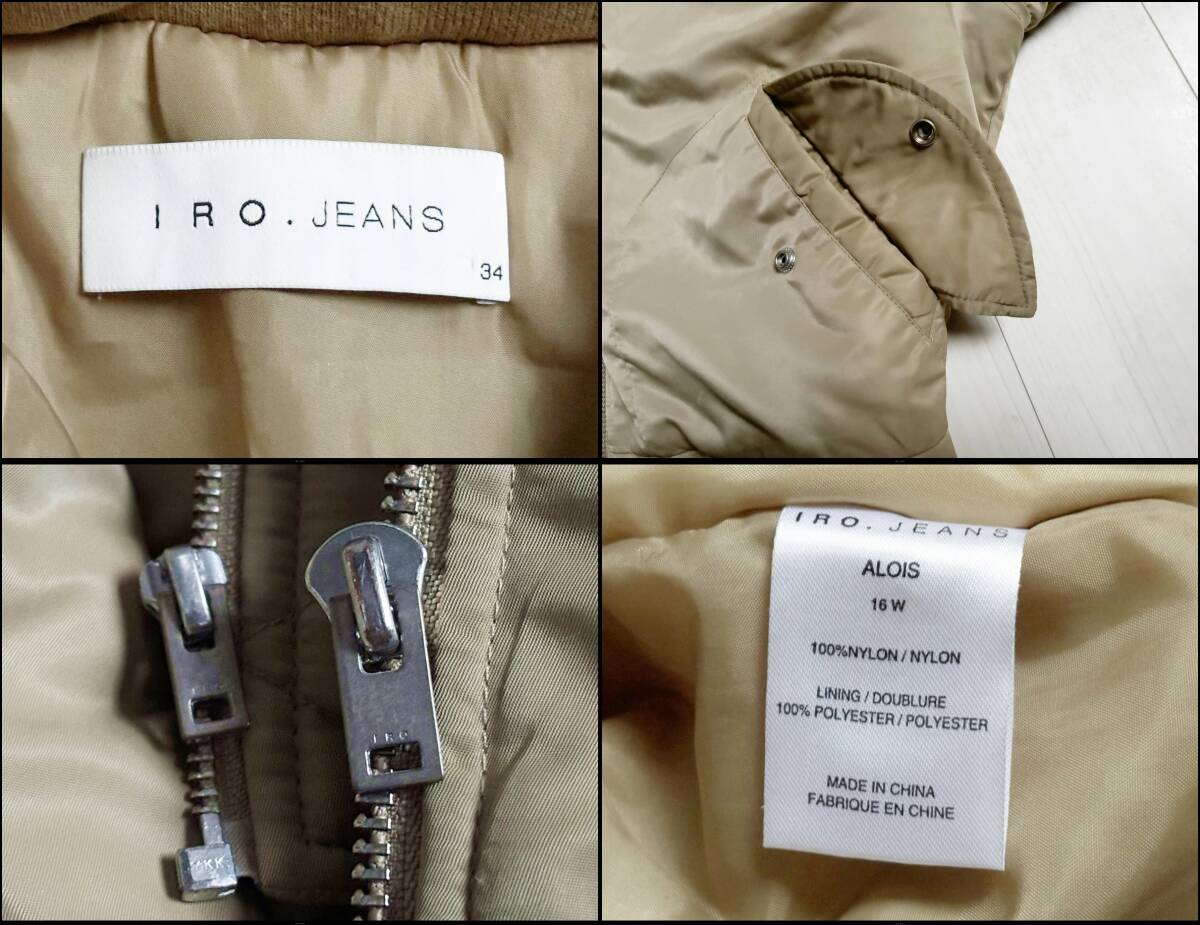 IRO.JEANS
34
IRO
YKK
IRO.JEANS
ALOIS
16 W
100%NYLON / NYLON
LINING / DOUBLURE
100% POLYESTER / POLYESTER
MADE IN CHINA
FABRIQUE EN CHINE